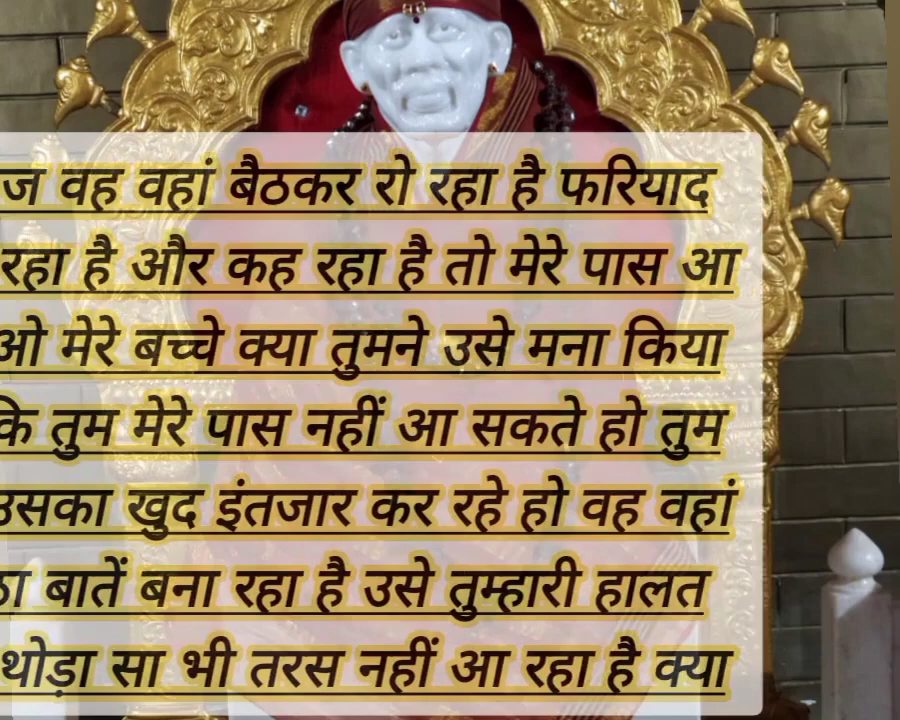 वह वहां बैठकर रो रहा है फरियाद
रहा है और कह रहा है तो मेरे पास आ
मेरे बच्चे क्या तुमने उसे मना किया
कि तुम मेरे पास नहीं आ सकते हो तुम
खुद इंतजार कर रहे हो वह वहां
बातें बना रहा है उसे तुम्हारी हालत
थोड़ा सा भी तरस नहीं आ रहा है क्या